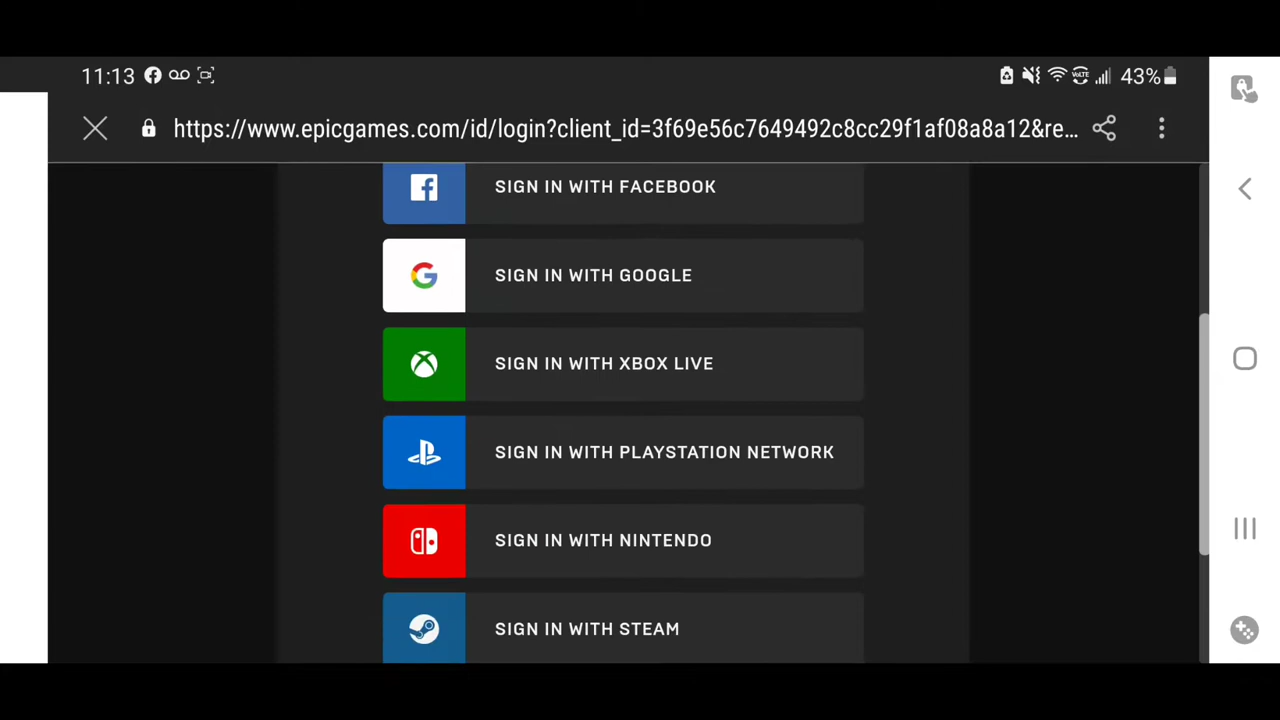 11:13
VoLTE
43%
https://www.epicgames.com/id/login?client_id=3f69e56c7649492c8cc29f1af08a8a12&re...
SIGN IN WITH FACEBOOK
SIGN IN WITH GOOGLE
SIGN IN WITH XBOX LIVE
SIGN IN WITH PLAYSTATION NETWORK
SIGN IN WITH NINTENDO
SIGN IN WITH STEAM